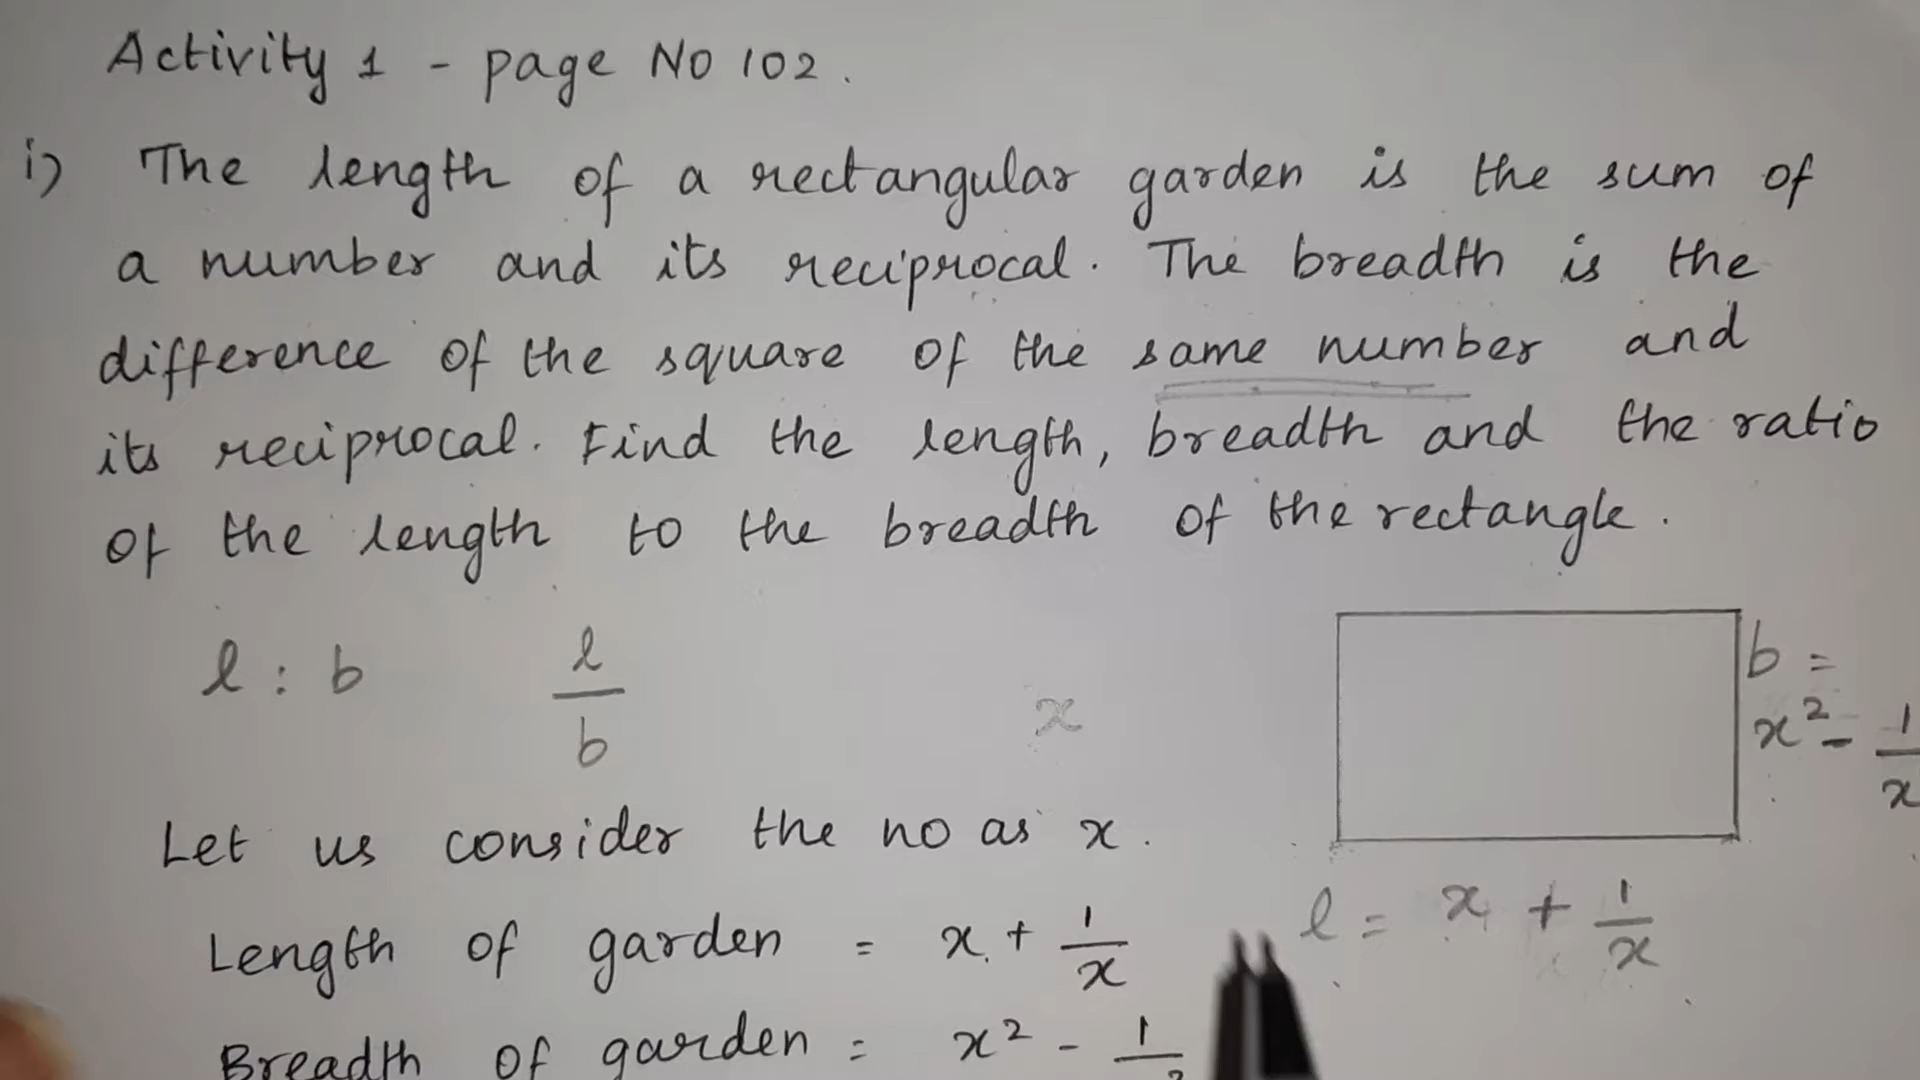 Activity 1 - page No 102.
i) The length of a rectangular garden is the sum of
a number and its reciprocal. The breadth is the
difference of the square of the same number and
its reciprocal. Find the length, breadth and the ratio
of the length to the breadth of the rectangle.
l : b
l/b
x
b =
x² - 1/x
Let us consider the no as x.
l = x + 1/x
Length of garden = x + 1/x
Breadth of garden = x² - 1/